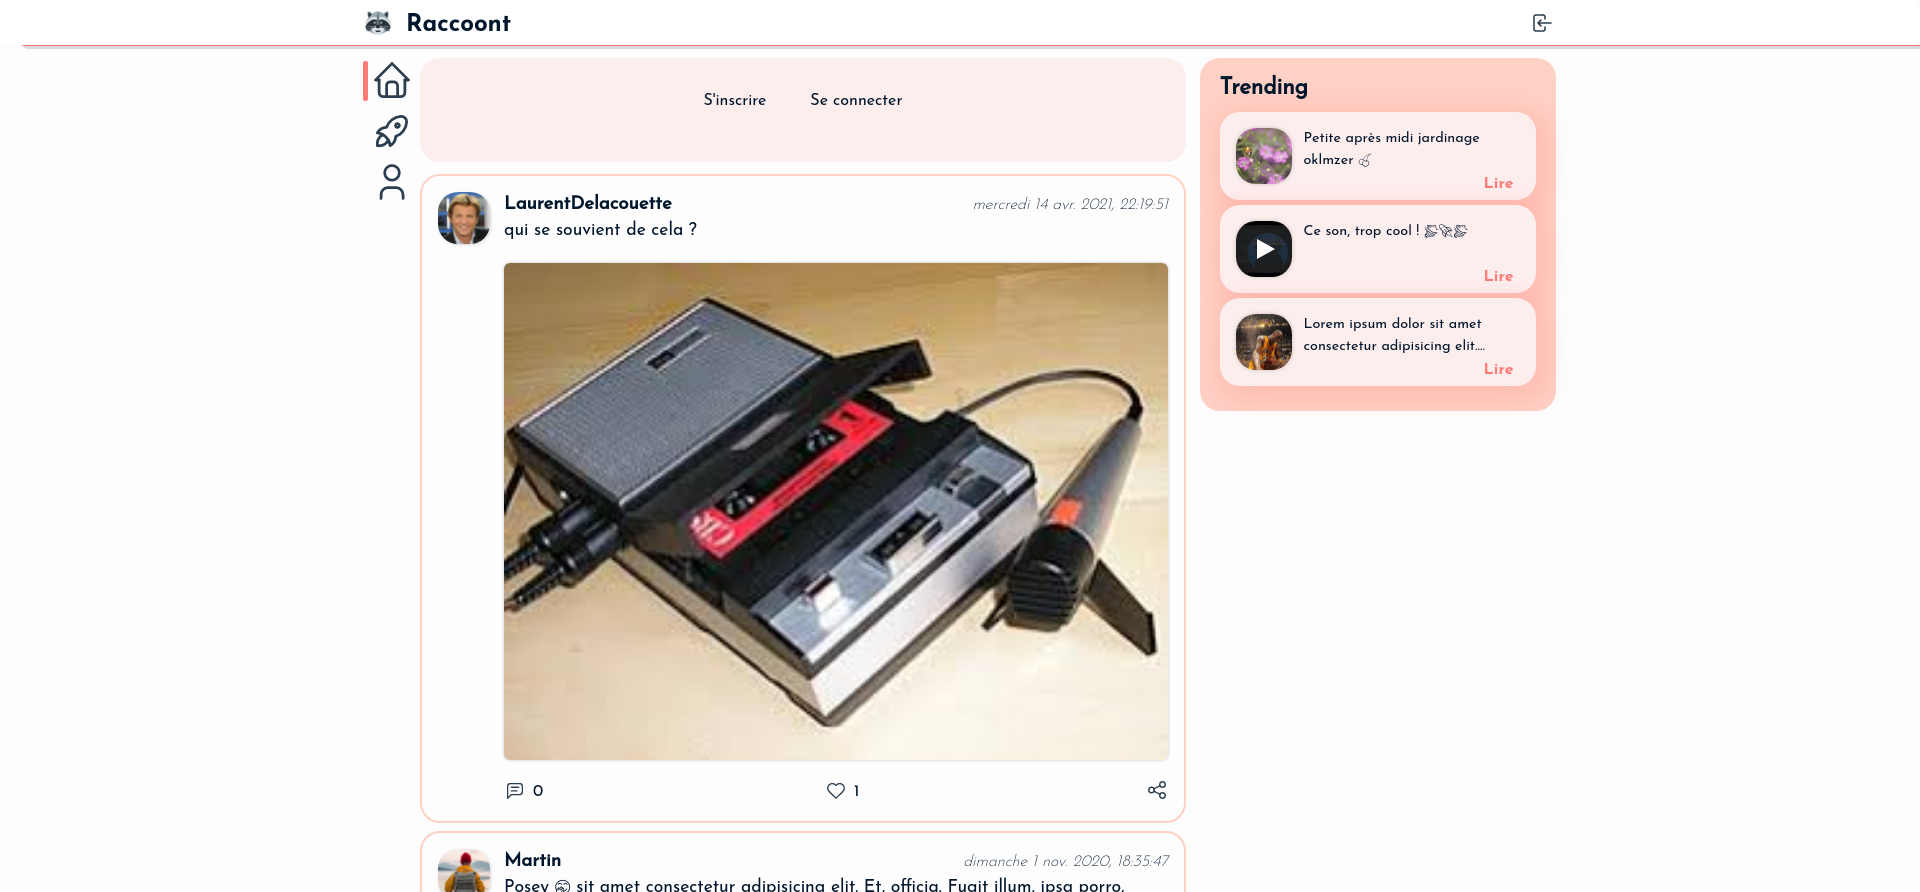 Raccoont
S'inscrire Se connecter
LaurentDelacouette
mercredi 14 avr. 2021, 22:19:51
qui se souvient de cela ?
0
1
Martin
dimanche 1 nov. 2020, 18:35:47
Posey 🤭 sit amet consectetur adipisicing elit. Et, officia. Fugit illum, ipsa porro,
Trending
Petite après midi jardinage
oklmzer
Lire
Ce son, trop cool !
Lire
Lorem ipsum dolor sit amet
consectetur adipisicing elit....
Lire